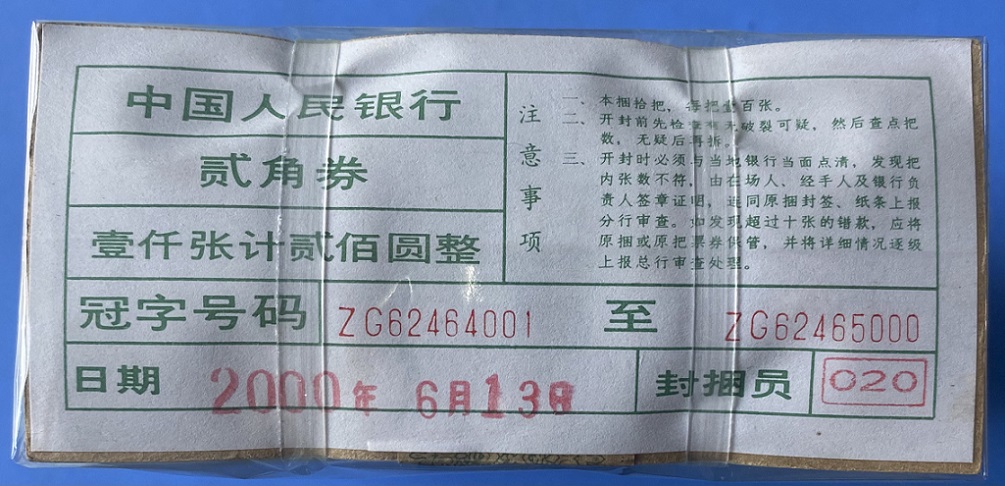 中国人民银行
贰角券
壹仟张计贰佰圆整
注意事项
一、本捆拾把，每把壹百张。
二、开封前先检查有无破裂可疑，然后查点把
数，无疑后再拆。
三、开封时必须与当地银行当面点清，发现把
内张数不符，由在场人、经手人及银行负
责人签章证明，连同原捆封签、纸条上报
分行审查。如发现超过十张的错款，应将
原捆或原把票券保管，并将详细情况逐级
上报总行审查处理。
冠字号码 ZG62464001 至 ZG62465000
日期 2000年 6月13日 封捆员 020